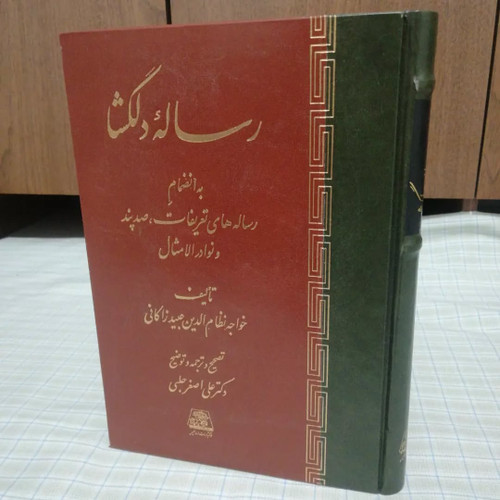 رسالهٔ دلگشا
به انضمام
رساله های تعریفات، صد پند
و نوادر الامثال
تألیف
خواجه نظام الدین عبید زاکانی
تصحیح و ترجمه و توضیح
دکتر علی اصغر حلبی